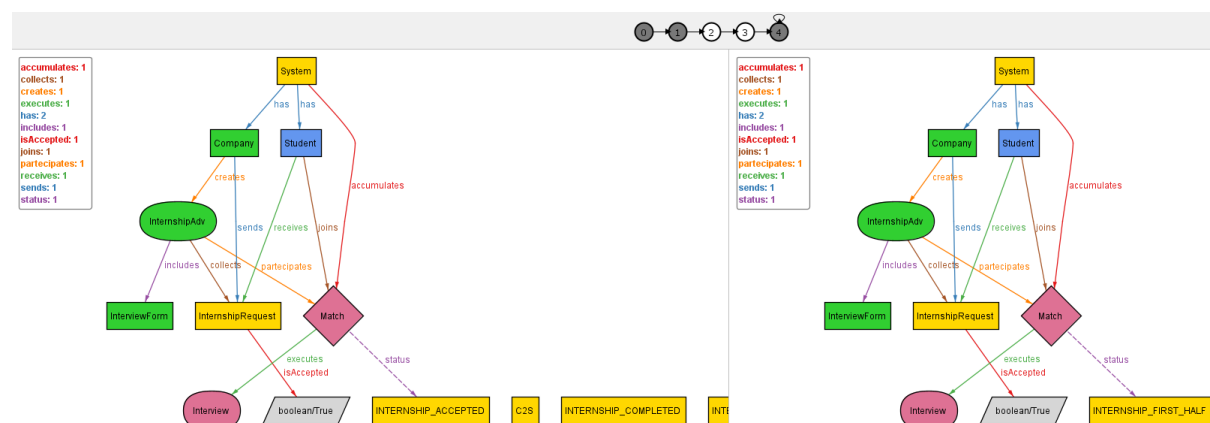 0 1 2 3 4
accumulates: 1
collects: 1
creates: 1
executes: 1
has: 2
includes: 1
isAccepted: 1
joins: 1
partecipates: 1
receives: 1
sends: 1
status: 1
System
has has
Company Student
creates accumulates
InternshipAdv
sends receives joins
includes collects partecipates
InterviewForm InternshipRequest Match
executes status
isAccepted
Interview boolean/True INTERNSHIP_ACCEPTED C2S INTERNSHIP_COMPLETED INTE
accumulates: 1
collects: 1
creates: 1
executes: 1
has: 2
includes: 1
isAccepted: 1
joins: 1
partecipates: 1
receives: 1
sends: 1
status: 1
System
has has
Company Student
creates accumulates
InternshipAdv
sends receives joins
includes collects partecipates
InterviewForm InternshipRequest Match
executes status
isAccepted
Interview boolean/True INTERNSHIP_FIRST_HALF